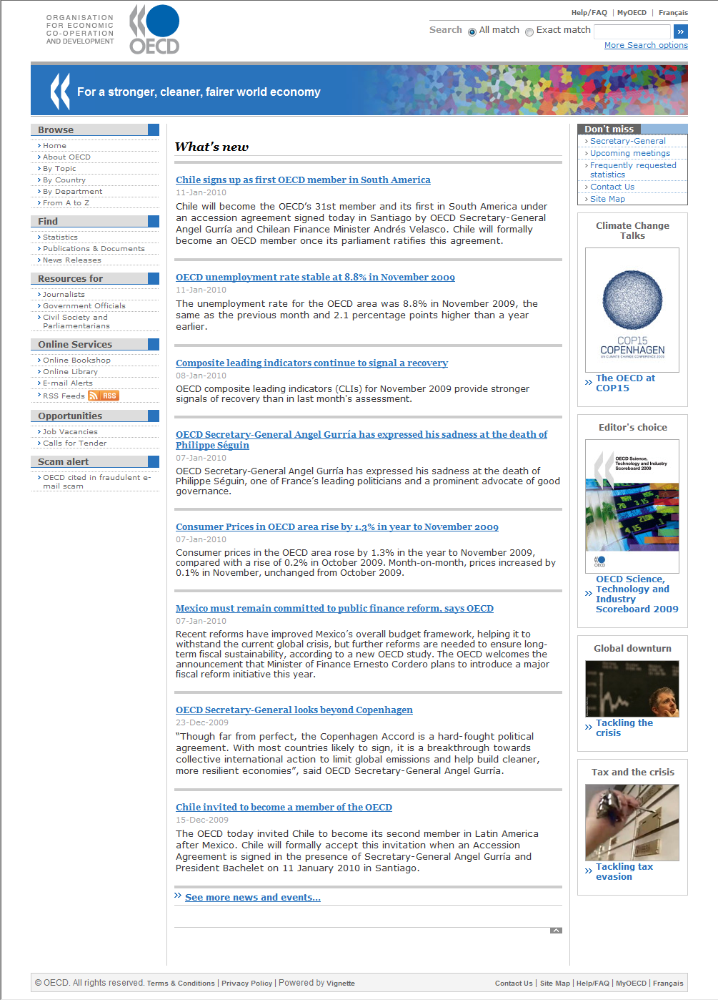 ORGANISATION
FOR ECONOMIC
CO-OPERATION
AND DEVELOPMENT
OECD
Help/FAQ | MyOECD | Français
Search All match Exact match
More Search options
For a stronger, cleaner, fairer world economy
Browse
Home
About OECD
By Topic
By Country
By Department
From A to Z
Find
Statistics
Publications & Documents
News Releases
Resources for
Journalists
Government Officials
Civil Society and
Parliamentarians
Online Services
Online Bookshop
Online Library
E-mail Alerts
RSS Feeds RSS
Opportunities
Job Vacancies
Calls for Tender
Scam alert
OECD cited in fraudulent e-
mail scam
What's new
Chile signs up as first OECD member in South America
11-Jan-2010
Chile will become the OECD's 31st member and its first in South America under
an accession agreement signed today in Santiago by OECD Secretary-General
Angel Gurría and Chilean Finance Minister Andrés Velasco. Chile will formally
become an OECD member once its parliament ratifies this agreement.
OECD unemployment rate stable at 8.8% in November 2009
11-Jan-2010
The unemployment rate for the OECD area was 8.8% in November 2009, the
same as the previous month and 2.1 percentage points higher than a year
earlier.
Composite leading indicators continue to signal a recovery
08-Jan-2010
OECD composite leading indicators (CLIs) for November 2009 provide stronger
signals of recovery than in last month's assessment.
OECD Secretary-General Angel Gurría has expressed his sadness at the death of
Philippe Séguin
07-Jan-2010
OECD Secretary-General Angel Gurría has expressed his sadness at the death of
Philippe Séguin, one of France's leading politicians and a prominent advocate of good
governance.
Consumer Prices in OECD area rise by 1.3% in year to November 2009
07-Jan-2010
Consumer prices in the OECD area rose by 1.3% in the year to November 2009,
compared with a rise of 0.2% in October 2009. Month-on-month, prices increased by
0.1% in November, unchanged from October 2009.
Mexico must remain committed to public finance reform, says OECD
07-Jan-2010
Recent reforms have improved Mexico's overall budget framework, helping it to
withstand the current global crisis, but further reforms are needed to ensure long-
term fiscal sustainability, according to a new OECD study. The OECD welcomes the
announcement that Minister of Finance Ernesto Cordero plans to introduce a major
fiscal reform initiative this year.
OECD Secretary-General looks beyond Copenhagen
23-Dec-2009
“Though far from perfect, the Copenhagen Accord is a hard-fought political
agreement. With most countries likely to sign, it is a breakthrough towards
collective international action to limit global emissions and help build cleaner,
more resilient economies”, said OECD Secretary-General Angel Gurría.
Chile invited to become a member of the OECD
15-Dec-2009
The OECD today invited Chile to become its second member in Latin America
after Mexico. Chile will formally accept this invitation when an Accession
Agreement is signed in the presence of Secretary-General Angel Gurría and
President Bachelet on 11 January 2010 in Santiago.
See more news and events...
Don't miss
Secretary-General
Upcoming meetings
Frequently requested
statistics
Contact Us
Site Map
Climate Change
Talks
COP15
COPENHAGEN
UN CLIMATE CHANGE CONFERENCE 2009
The OECD at
COP15
Editor's choice
OECD Science,
Technology and Industry
Scoreboard 2009
OECD
OECD Science,
Technology and
Industry
Scoreboard 2009
Global downturn
Tackling the
crisis
Tax and the crisis
Tackling tax
evasion
© OECD. All rights reserved. Terms & Conditions | Privacy Policy | Powered by Vignette
Contact Us | Site Map | Help/FAQ | MyOECD | Français